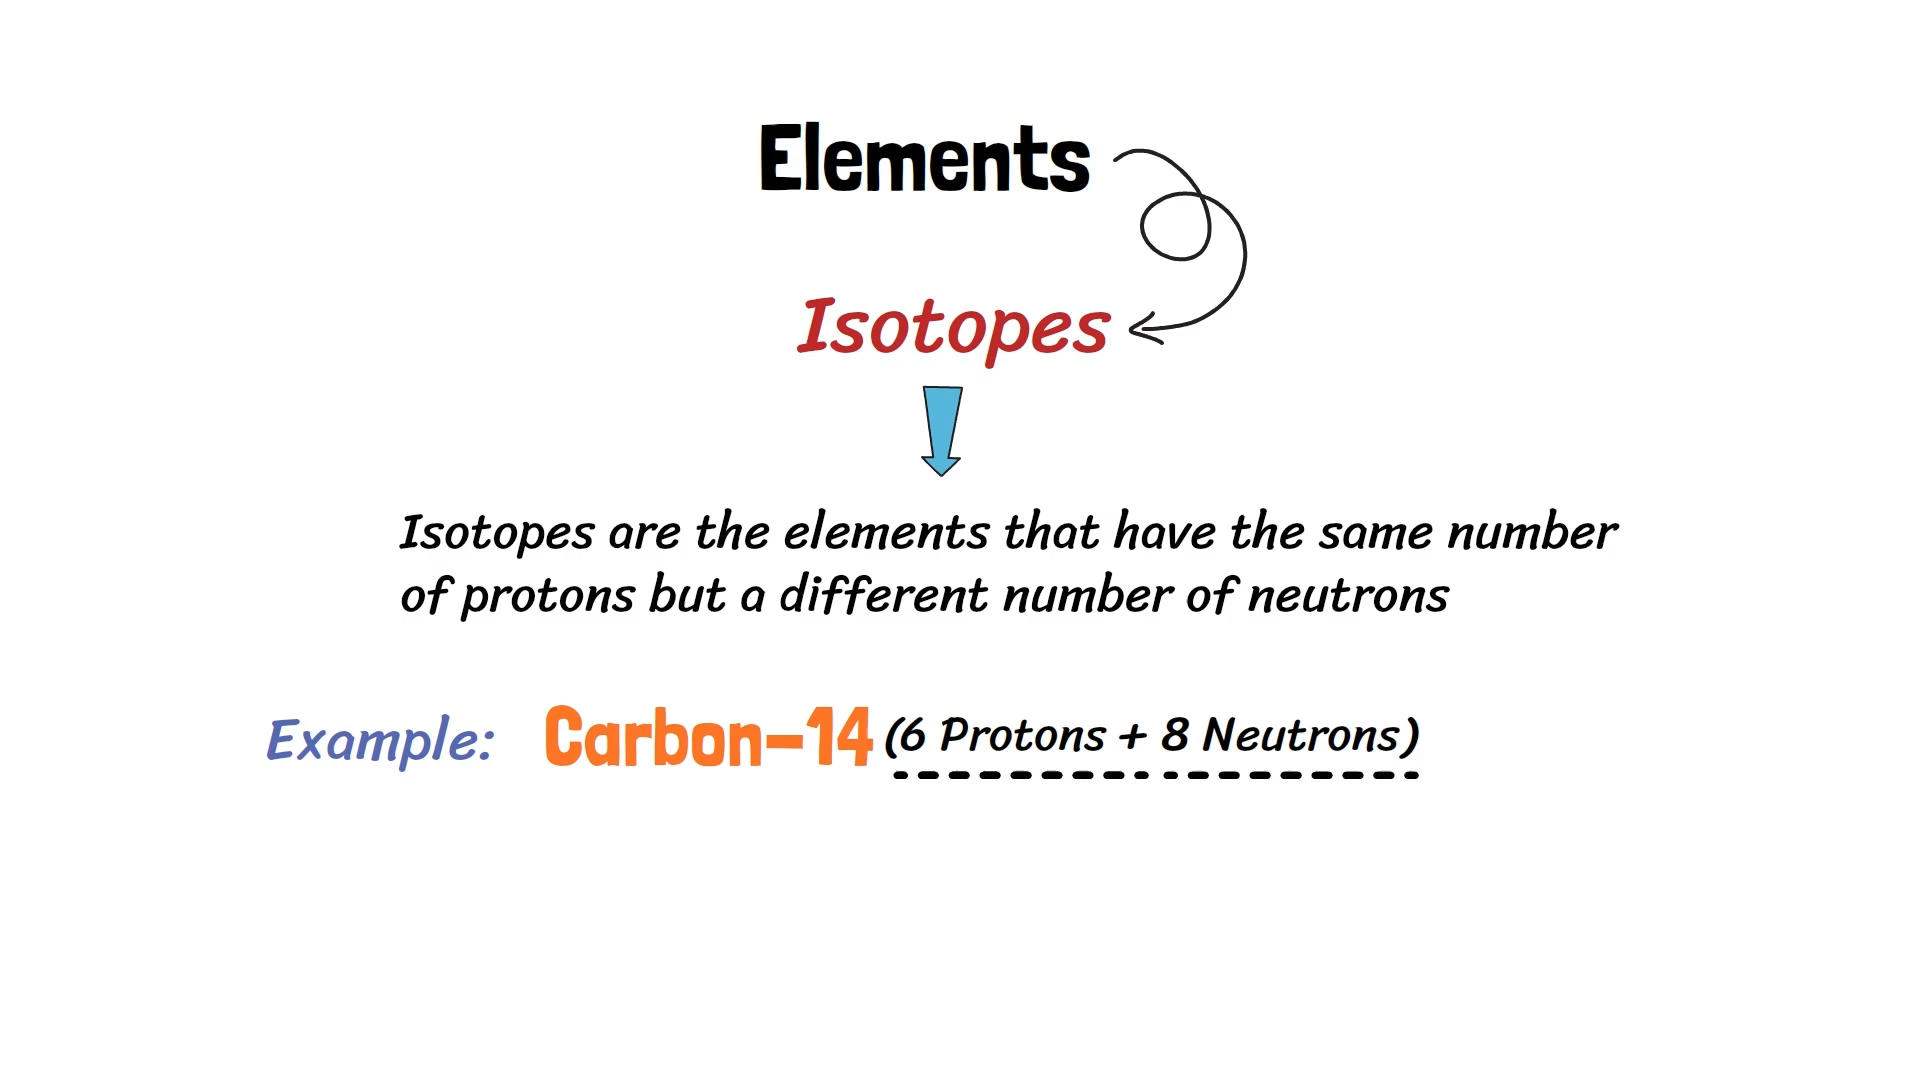 Elements
Isotopes
Isotopes are the elements that have the same number
of protons but a different number of neutrons
Example: Carbon-14 (6 Protons + 8 Neutrons)